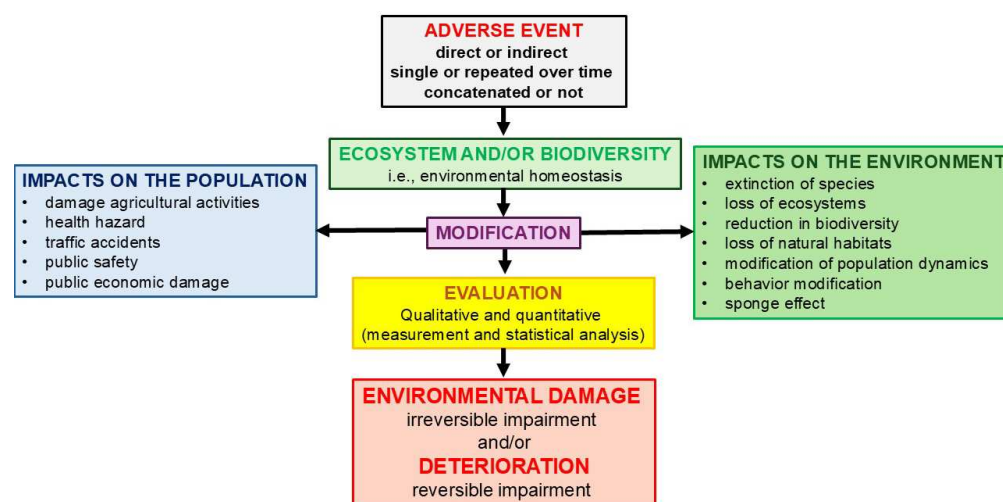 ADVERSE EVENT
direct or indirect
single or repeated over time
concatenated or not
ECOSYSTEM AND/OR BIODIVERSITY
i.e., environmental homeostasis
IMPACTS ON THE POPULATION
• damage agricultural activities
• health hazard
• traffic accidents
• public safety
• public economic damage
MODIFICATION
IMPACTS ON THE ENVIRONMENT
• extinction of species
• loss of ecosystems
• reduction in biodiversity
• loss of natural habitats
• modification of population dynamics
• behavior modification
• sponge effect
EVALUATION
Qualitative and quantitative
(measurement and statistical analysis)
ENVIRONMENTAL DAMAGE
irreversible impairment
and/or
DETERIORATION
reversible impairment